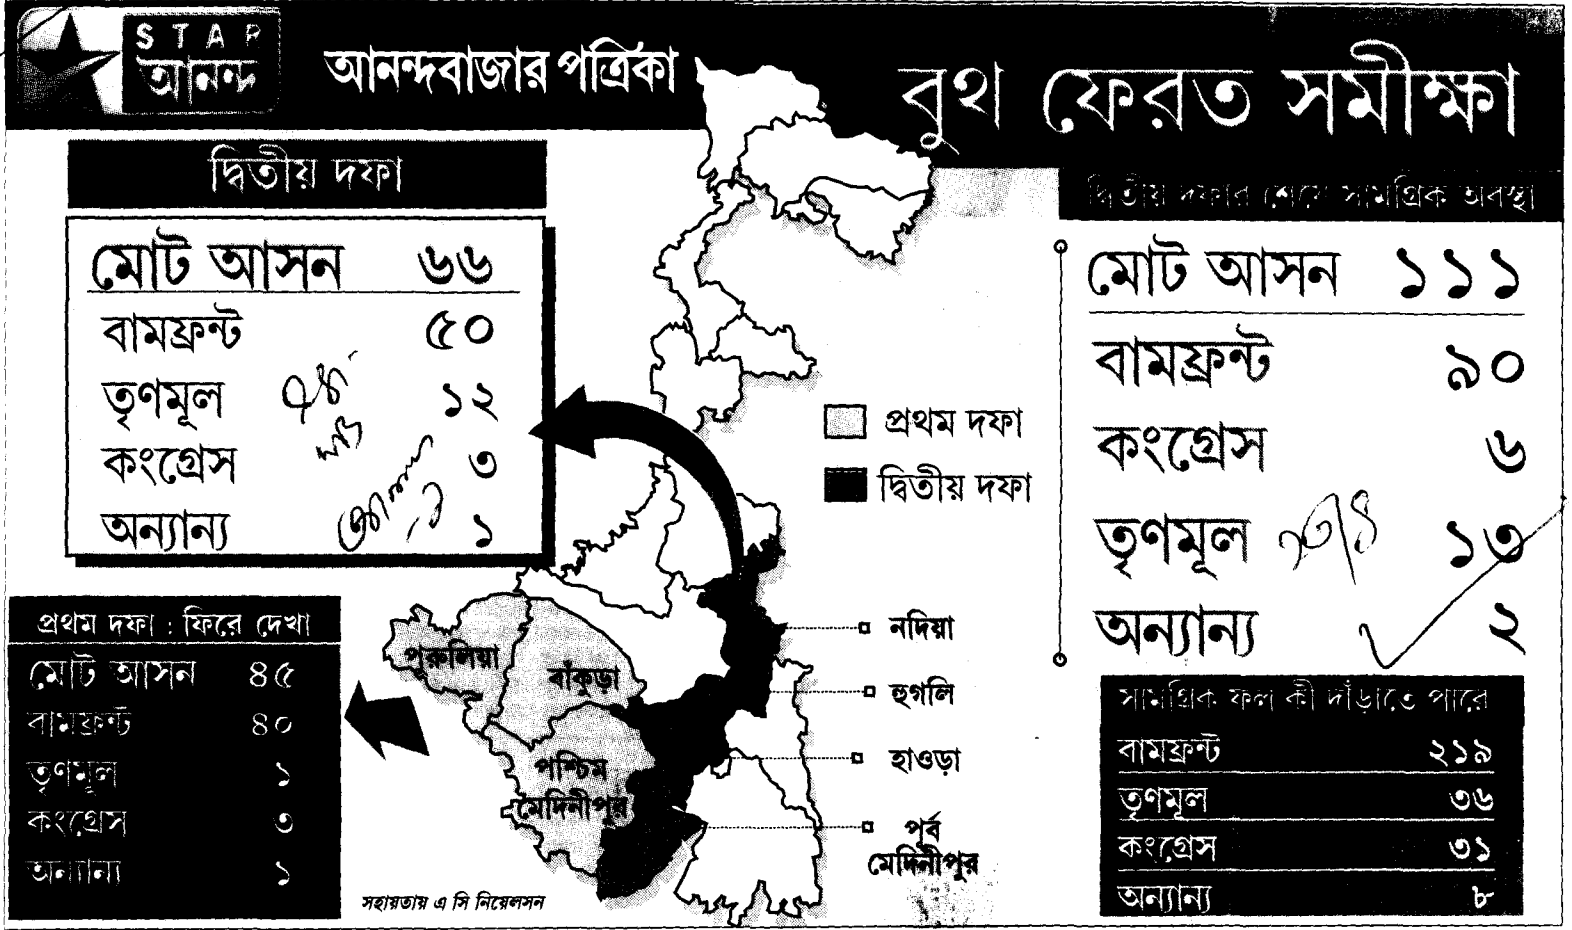 STAR
আনন্দ
আনন্দবাজার পত্রিকা
বুথ ফেরত সমীক্ষা
দ্বিতীয় দফা
মোট আসন ৬৬
বামফ্রন্ট ৫০
তৃণমূল ১২
কংগ্রেস ৩
অন্যান্য ১
প্রথম দফা : ফিরে দেখা
মোট আসন ৪৫
বামফ্রন্ট ৪০
তৃণমূল ১
কংগ্রেস ৩
অন্যান্য ১
প্রথম দফা
দ্বিতীয় দফা
পুরুলিয়া
বাঁকুড়া
পশ্চিম
মেদিনীপুর
নদিয়া
হুগলি
হাওড়া
পূর্ব
মেদিনীপুর
সহায়তায় এ সি নিয়েলসন
দ্বিতীয় দফার শেষে সামগ্রিক অবস্থা
মোট আসন ১১১
বামফ্রন্ট ৯০
কংগ্রেস ৬
তৃণমূল ১৩
অন্যান্য ২
সামগ্রিক ফল কী দাঁড়াতে পারে
বামফ্রন্ট ২১৯
তৃণমূল ৩৬
কংগ্রেস ৩১
অন্যান্য ৮